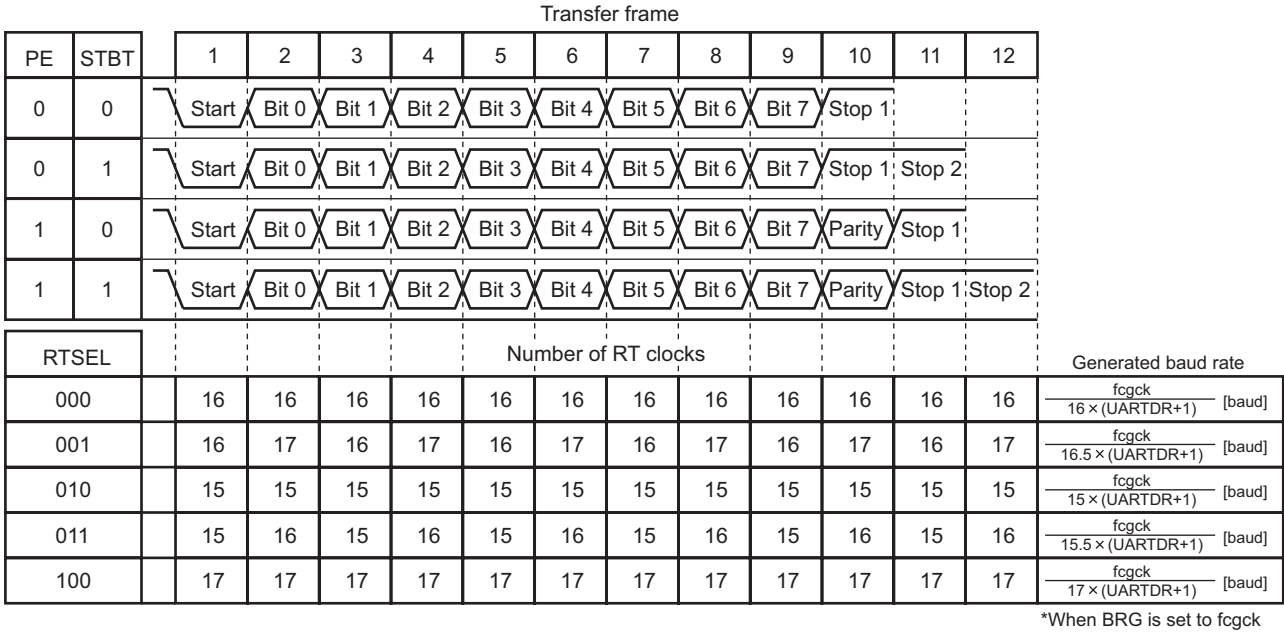 Transfer frame
PE STBT 1 2 3 4 5 6 7 8 9 10 11 12
0 0 Start Bit 0 Bit 1 Bit 2 Bit 3 Bit 4 Bit 5 Bit 6 Bit 7 Stop 1
0 1 Start Bit 0 Bit 1 Bit 2 Bit 3 Bit 4 Bit 5 Bit 6 Bit 7 Stop 1 Stop 2
1 0 Start Bit 0 Bit 1 Bit 2 Bit 3 Bit 4 Bit 5 Bit 6 Bit 7 Parity Stop 1
1 1 Start Bit 0 Bit 1 Bit 2 Bit 3 Bit 4 Bit 5 Bit 6 Bit 7 Parity Stop 1 Stop 2
RTSEL Number of RT clocks Generated baud rate
000 16 16 16 16 16 16 16 16 16 16 16 16 fcgck
16×(UARTDR+1) [baud]
001 16 17 16 17 16 17 16 17 16 17 16 17 fcgck
16.5×(UARTDR+1) [baud]
010 15 15 15 15 15 15 15 15 15 15 15 15 fcgck
15×(UARTDR+1) [baud]
011 15 16 15 16 15 16 15 16 15 16 15 16 fcgck
15.5×(UARTDR+1) [baud]
100 17 17 17 17 17 17 17 17 17 17 17 17 fcgck
17×(UARTDR+1) [baud]
*When BRG is set to fcgck